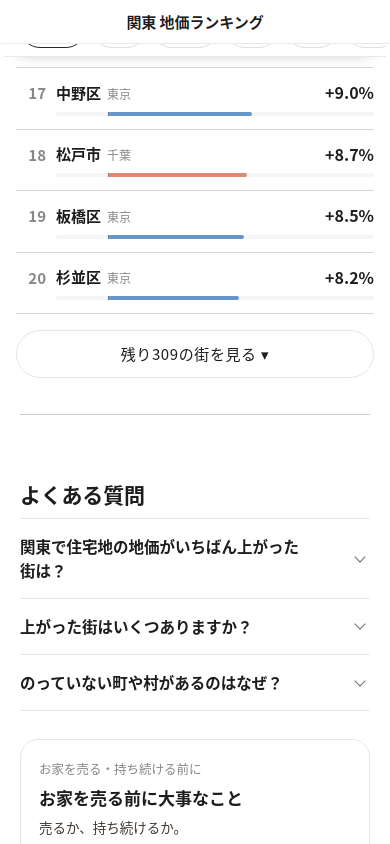 関東 地価ランキング
17 中野区 東京 +9.0%
18 松戸市 千葉 +8.7%
19 板橋区 東京 +8.5%
20 杉並区 東京 +8.2%
残り309の街を見る ▾
よくある質問
関東で住宅地の地価がいちばん上がった
街は？
上がった街はいくつありますか？
のっていない町や村があるのはなぜ？
お家を売る・持ち続ける前に
お家を売る前に大事なこと
売るか、持ち続けるか。